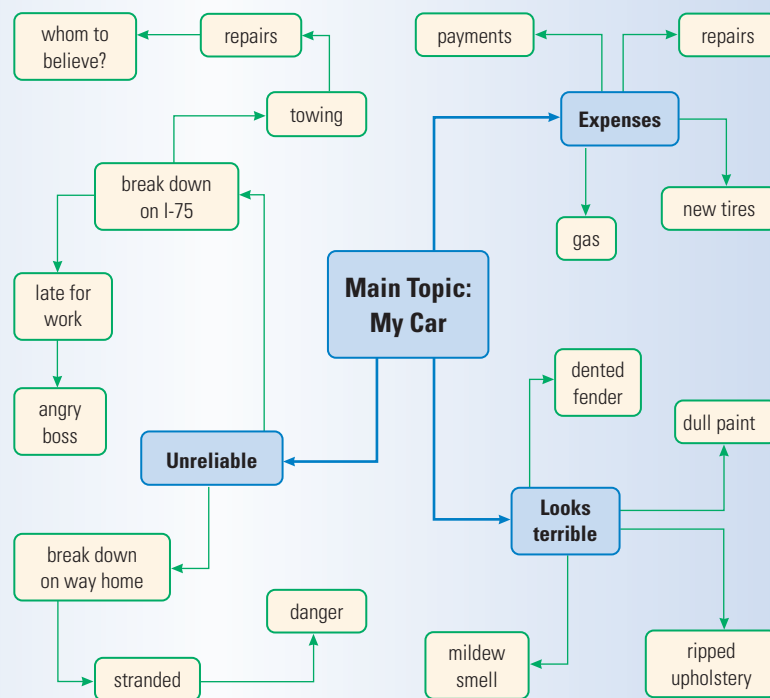 whom to
believe?
repairs
payments
repairs
towing
Expenses
break down
on I-75
new tires
gas
Main Topic:
My Car
late for
work
dented
fender
angry
boss
dull paint
Unreliable
Looks
terrible
break down
on way home
danger
mildew
smell
ripped
upholstery
stranded